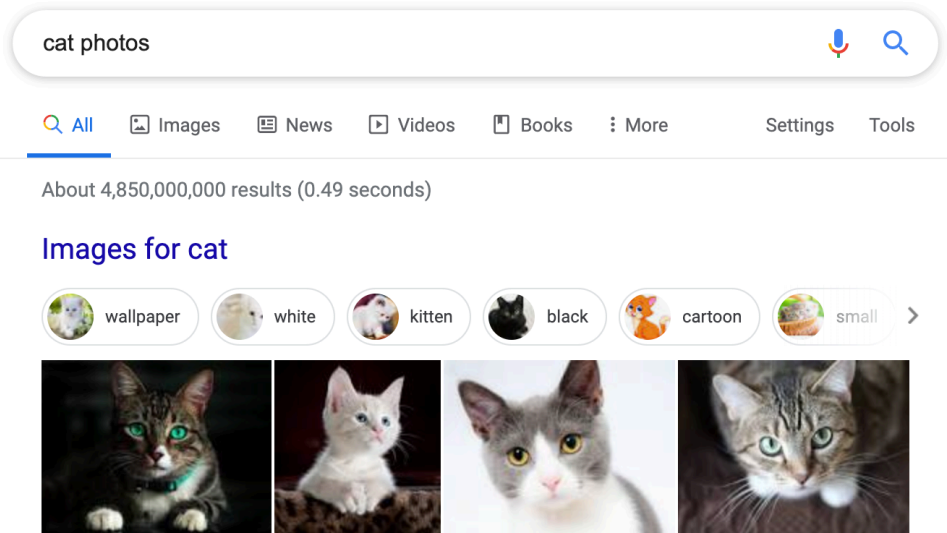 cat photos
All Images News Videos Books More Settings Tools
About 4,850,000,000 results (0.49 seconds)
Images for cat
wallpaper white kitten black cartoon small